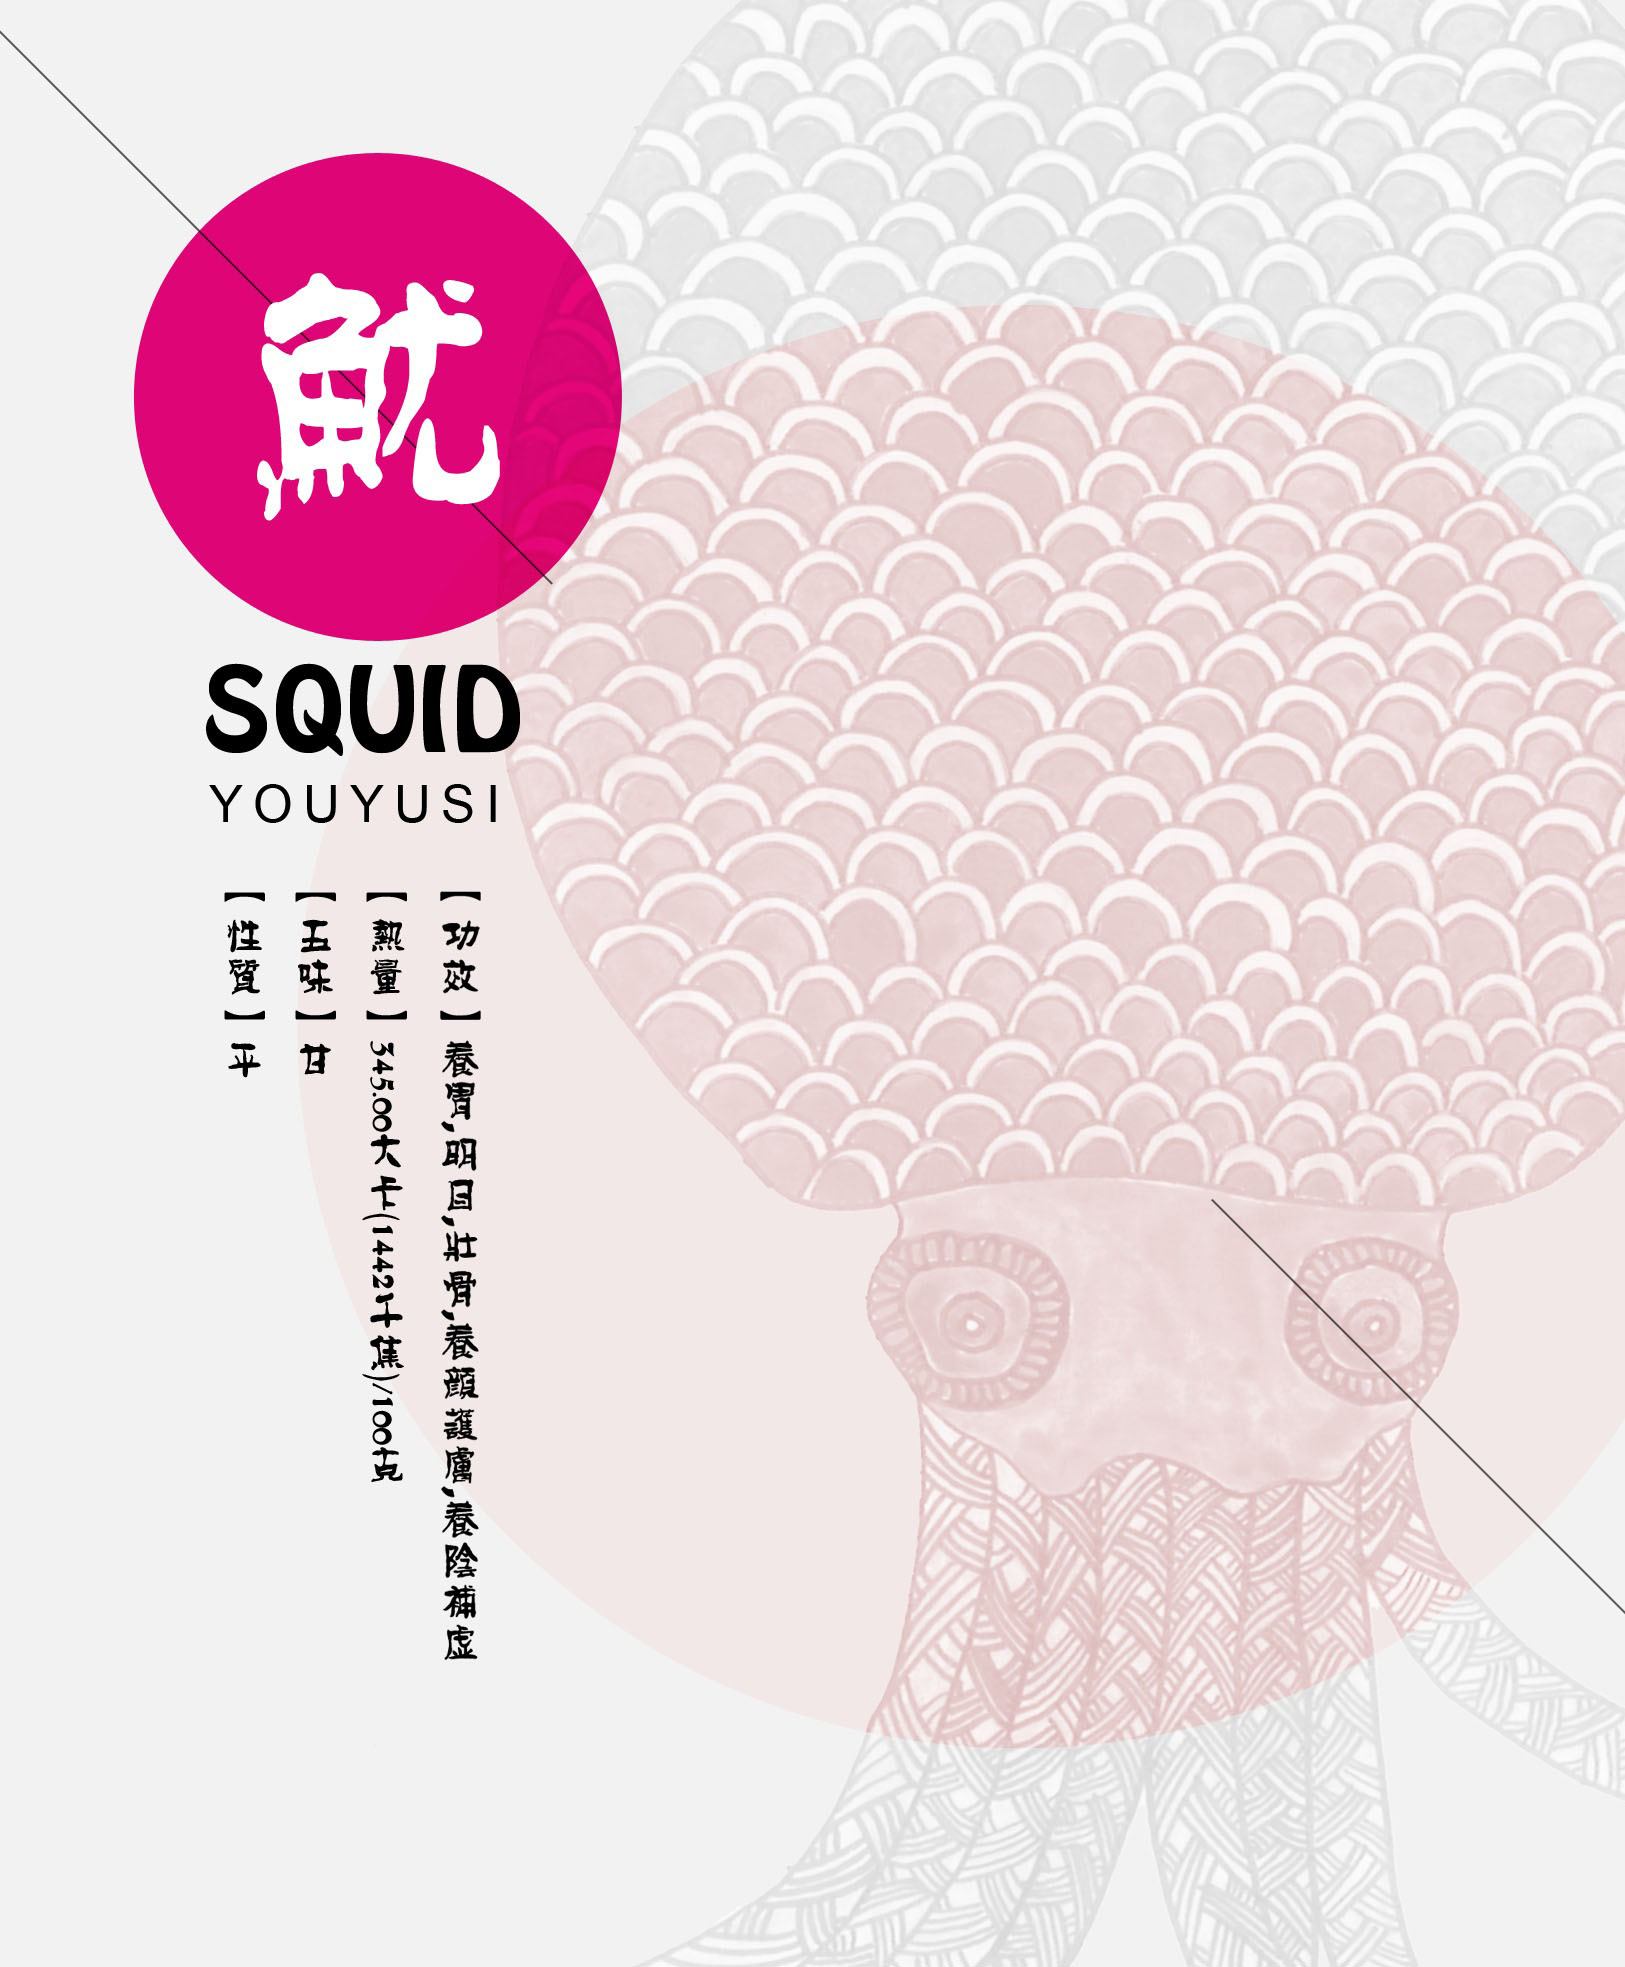 魷
SQUID
YOUYUSI
【功效】養胃,明目,壯骨,養顏護膚,養陰補虛
【熱量】345.00大卡(1442千焦)/100克
【五味】甘
【性質】平